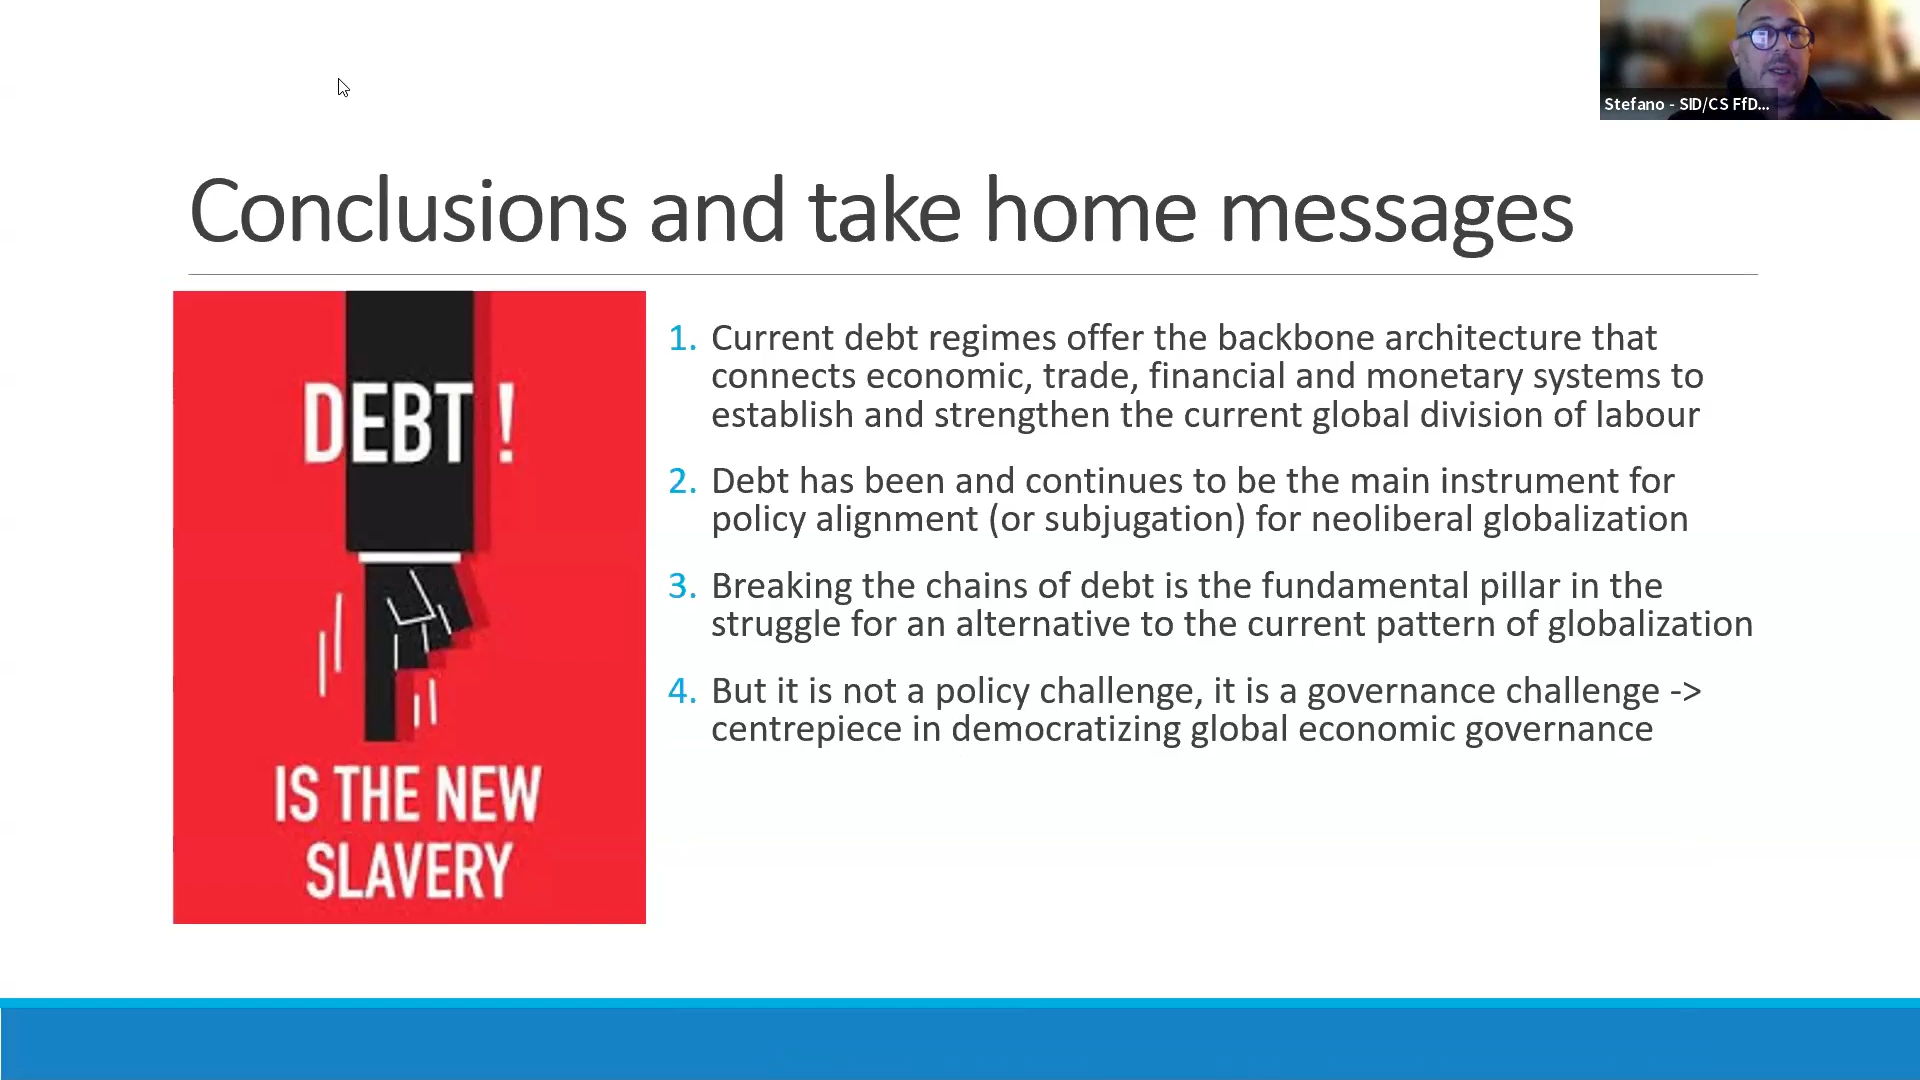 Stefano - SID/CS FfD...
Conclusions and take home messages
DEBT !
IS THE NEW
SLAVERY
1. Current debt regimes offer the backbone architecture that
connects economic, trade, financial and monetary systems to
establish and strengthen the current global division of labour
2. Debt has been and continues to be the main instrument for
policy alignment (or subjugation) for neoliberal globalization
3. Breaking the chains of debt is the fundamental pillar in the
struggle for an alternative to the current pattern of globalization
4. But it is not a policy challenge, it is a governance challenge ->
centrepiece in democratizing global economic governance